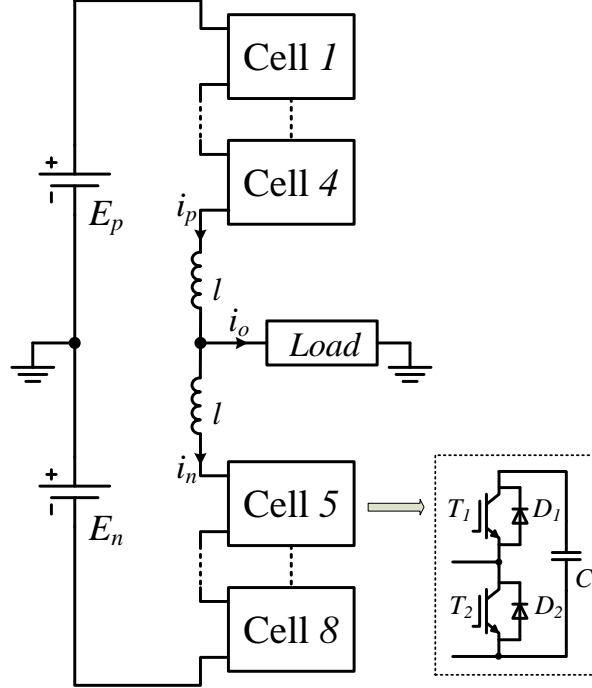 Cell 1
Cell 4
+
E_p
i_p
l
i_o
Load
l
i_n
+
E_n
Cell 5
Cell 8
T_1
D_1
C
T_2
D_2